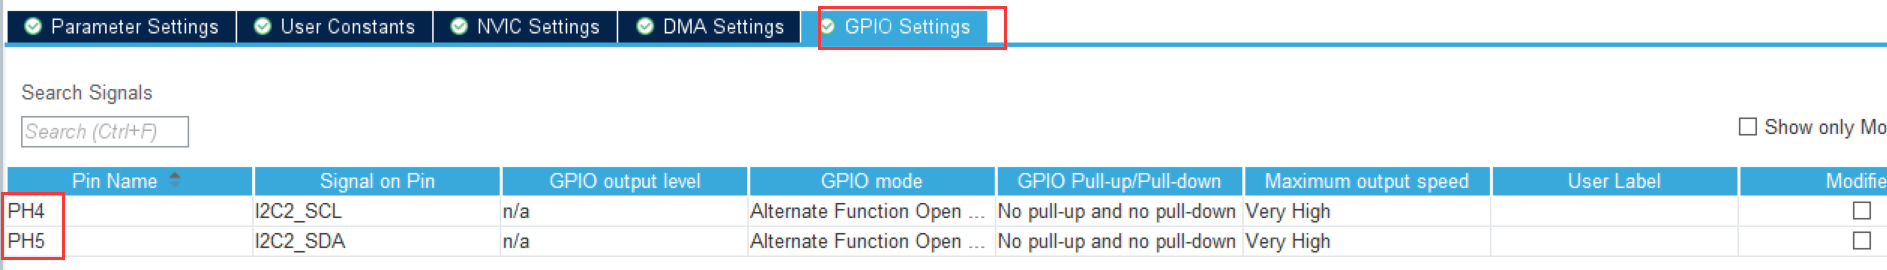 Parameter Settings User Constants NVIC Settings DMA Settings GPIO Settings
Search Signals
Search (Ctrl+F)
Show only Mo
Pin Name Signal on Pin GPIO output level GPIO mode GPIO Pull-up/Pull-down Maximum output speed User Label Modifie
PH4 I2C2_SCL n/a Alternate Function Open ... No pull-up and no pull-down Very High
PH5 I2C2_SDA n/a Alternate Function Open ... No pull-up and no pull-down Very High